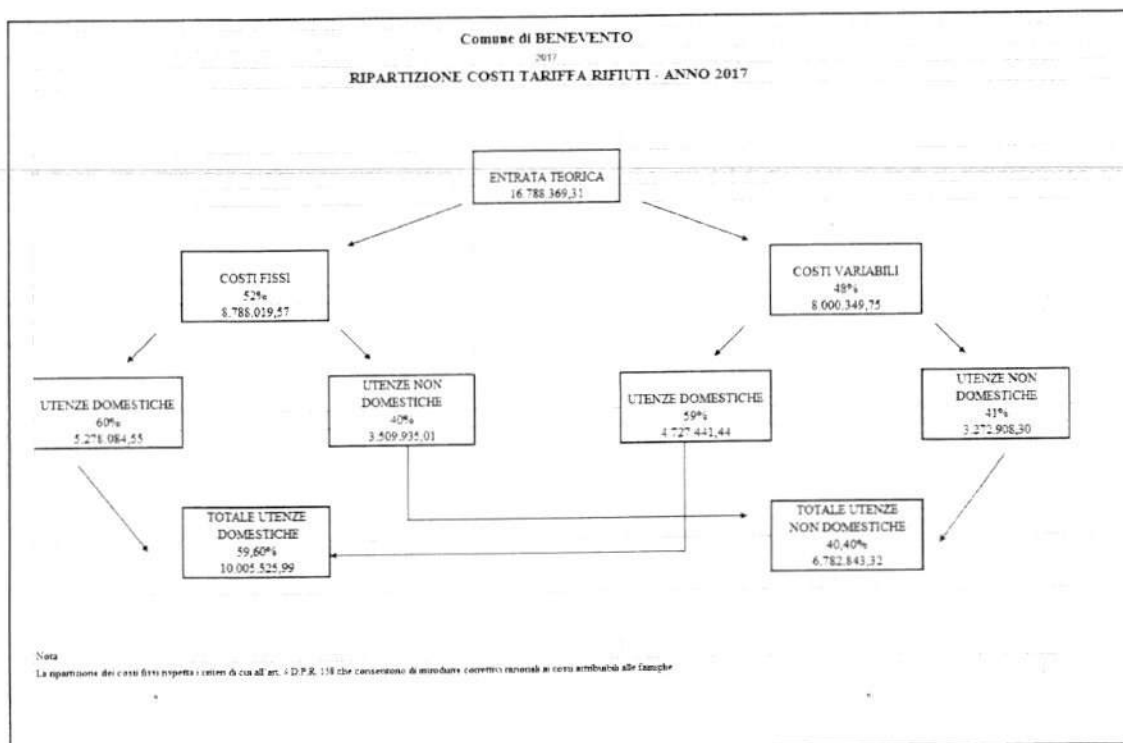 Comune di BENEVENTO
2017
RIPARTIZIONE COSTI TARIFFA RIFIUTI - ANNO 2017
ENTRATA TEORICA
16.788.369,31
COSTI FISSI
52%
8.788.019,57
COSTI VARIABILI
48%
8.000.349,75
UTENZE DOMESTICHE
60%
5.278.084,55
UTENZE NON
DOMESTICHE
40%
3.509.935,01
UTENZE DOMESTICHE
59%
4.727.441,44
UTENZE NON
DOMESTICHE
41%
3.272.908,30
TOTALE UTENZE
DOMESTICHE
59,60%
10.005.525,99
TOTALE UTENZE
NON DOMESTICHE
40,40%
6.782.843,32
Nota
La ripartizione dei costi fissi rispetta i criteri di cui all'art. 4 D.P.R. 158 che consentono di introdurre correttivi razionali ai costi attribuibili alle famiglie